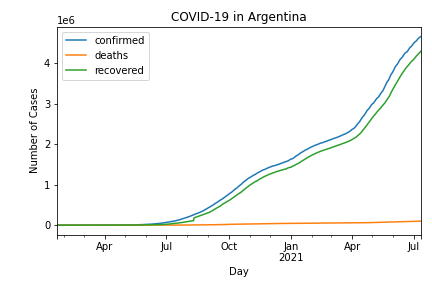 COVID-19 in Argentina
1e6
confirmed
deaths
recovered
4
3
2
1
0
Number of Cases
Apr
Jul
Oct
Jan
2021
Apr
Jul
Day